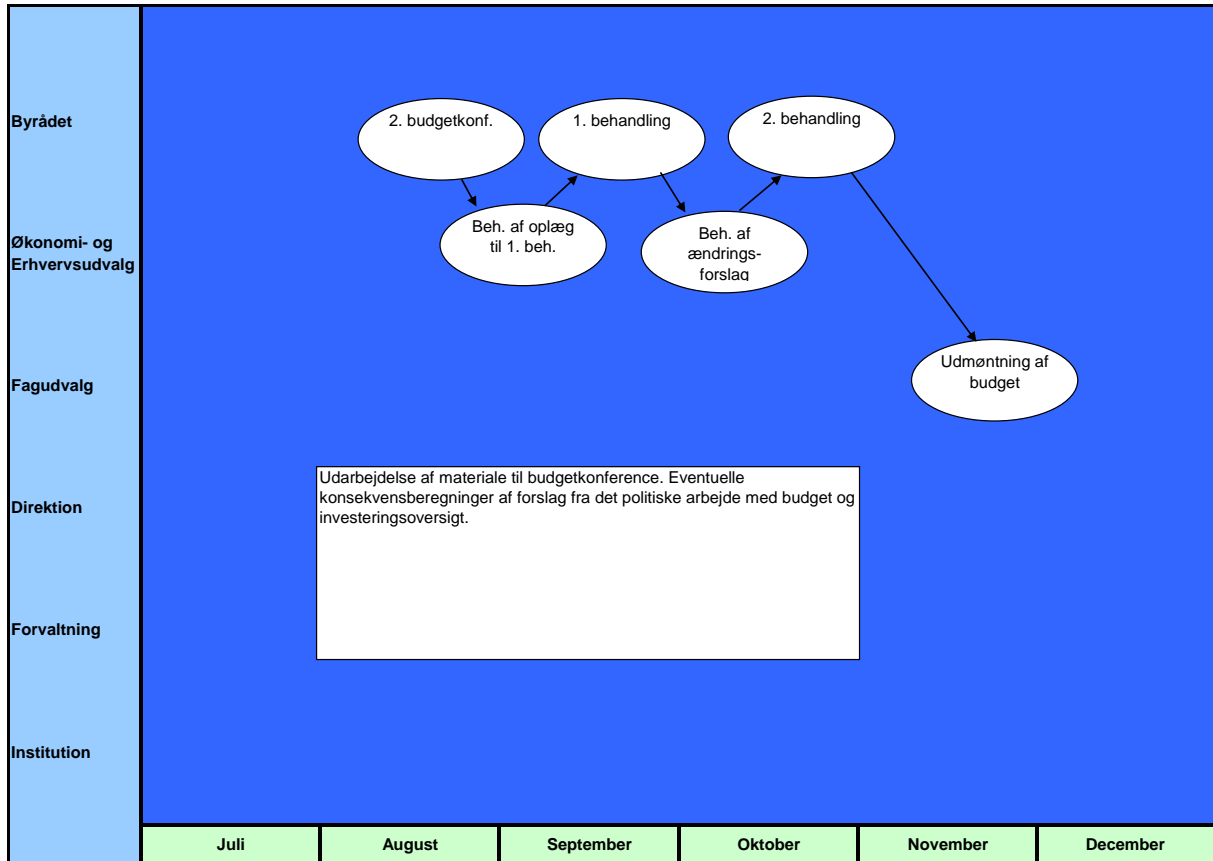 Byrådet
2. budgetkonf.
1. behandling
2. behandling
Økonomi- og
Erhvervsudvalg
Beh. af oplæg
til 1. beh.
Beh. af
ændrings-
forslag
Fagudvalg
Udmøntning af
budget
Direktion
Udarbejdelse af materiale til budgetkonference. Eventuelle
konsekvensberegninger af forslag fra det politiske arbejde med budget og
investeringsoversigt.
Forvaltning
Institution
Juli
August
September
Oktober
November
December